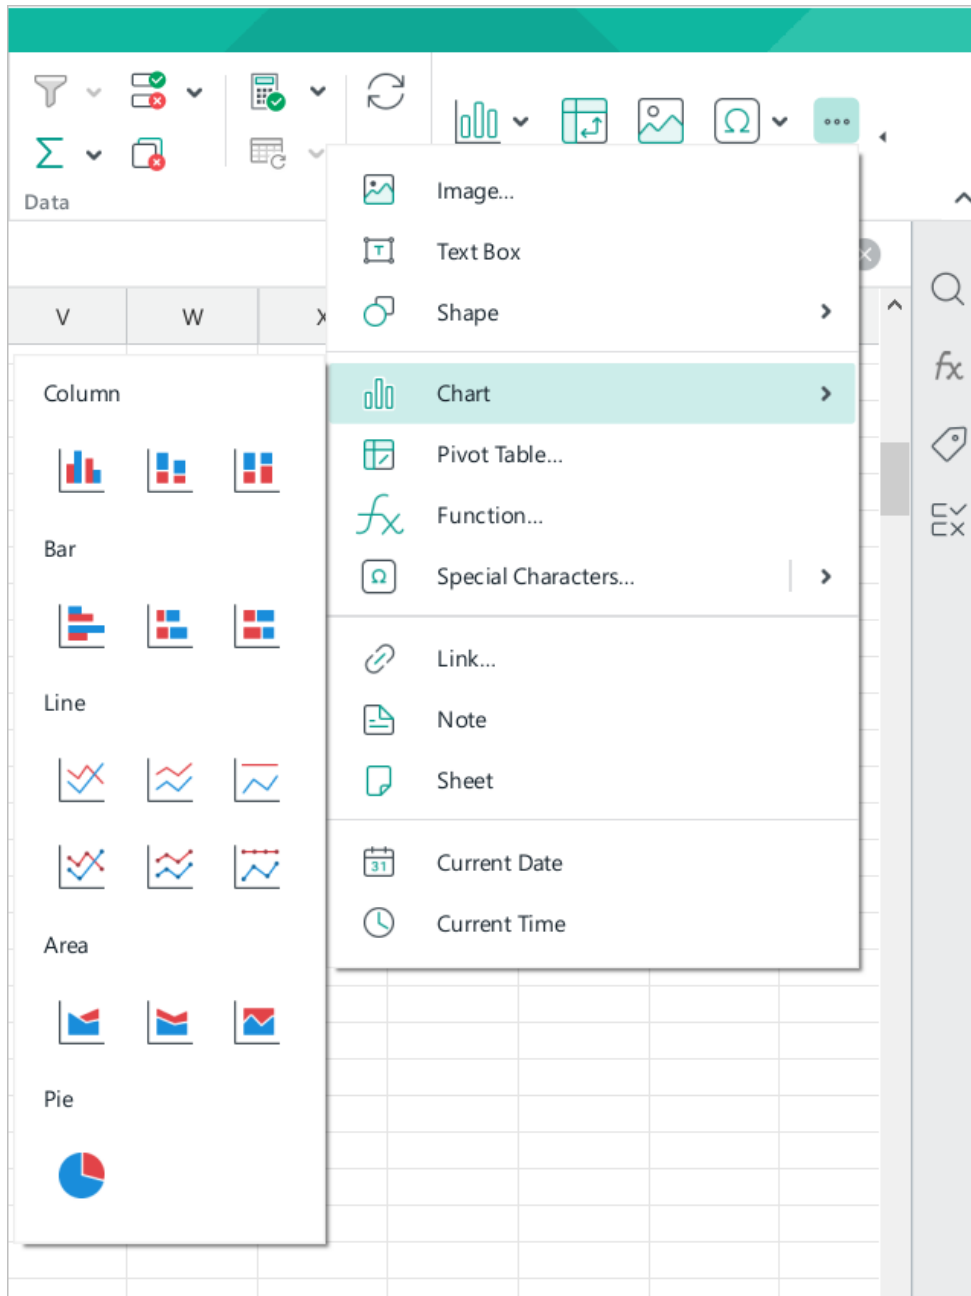 Data
Image...
Text Box
Shape
V W X
Column
Chart
Pivot Table...
Bar
Function...
Special Characters...
Line
Link...
Note
Sheet
31
Current Date
Current Time
Area
Pie